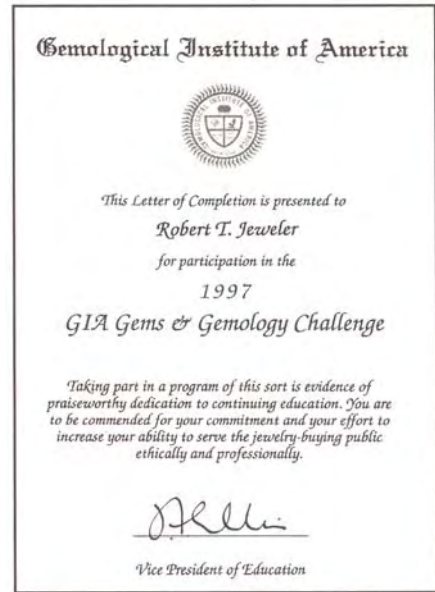 Gemological Institute of America
This Letter of Completion is presented to
Robert T. Jeweler
for participation in the
1997
GIA Gems & Gemology Challenge
Taking part in a program of this sort is evidence of
praiseworthy dedication to continuing education. You are
to be commended for your commitment and your effort to
increase your ability to serve the jewelry-buying public
ethically and professionally.
Vice President of Education